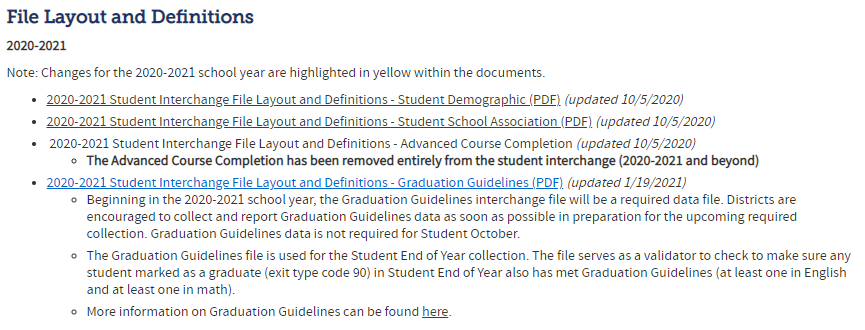 File Layout and Definitions
2020-2021
Note: Changes for the 2020-2021 school year are highlighted in yellow within the documents.
2020-2021 Student Interchange File Layout and Definitions - Student Demographic (PDF) (updated 10/5/2020)
2020-2021 Student Interchange File Layout and Definitions - Student School Association (PDF) (updated 10/5/2020)
2020-2021 Student Interchange File Layout and Definitions - Advanced Course Completion (updated 10/5/2020)
The Advanced Course Completion has been removed entirely from the student interchange (2020-2021 and beyond)
2020-2021 Student Interchange File Layout and Definitions - Graduation Guidelines (PDF) (updated 1/19/2021)
Beginning in the 2020-2021 school year, the Graduation Guidelines interchange file will be a required data file. Districts are
encouraged to collect and report Graduation Guidelines data as soon as possible in preparation for the upcoming required
collection. Graduation Guidelines data is not required for Student October.
The Graduation Guidelines file is used for the Student End of Year collection. The file serves as a validator to check to make sure any
student marked as a graduate (exit type code 90) in Student End of Year also has met Graduation Guidelines (at least one in English
and at least one in math).
More information on Graduation Guidelines can be found here.